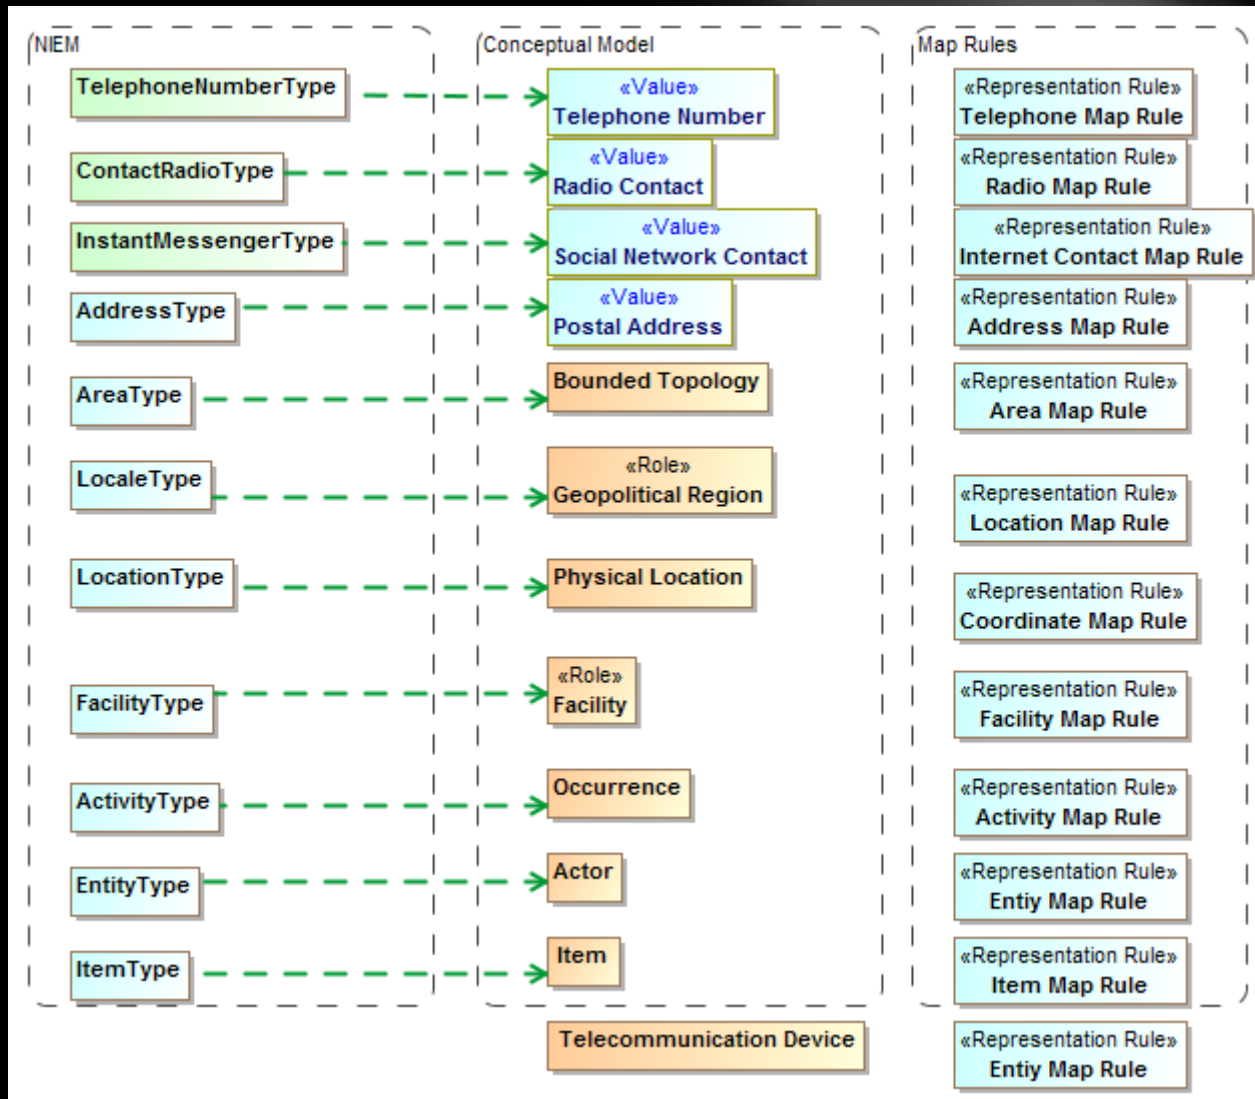 NIEM
Conceptual Model
Map Rules
TelephoneNumberType
«Value»
Telephone Number
«Representation Rule»
Telephone Map Rule
ContactRadioType
«Value»
Radio Contact
«Representation Rule»
Radio Map Rule
InstantMessengerType
«Value»
Social Network Contact
«Representation Rule»
Internet Contact Map Rule
AddressType
«Value»
Postal Address
«Representation Rule»
Address Map Rule
AreaType
Bounded Topology
«Representation Rule»
Area Map Rule
LocaleType
«Role»
Geopolitical Region
«Representation Rule»
Location Map Rule
LocationType
Physical Location
«Representation Rule»
Coordinate Map Rule
FacilityType
«Role»
Facility
«Representation Rule»
Facility Map Rule
ActivityType
Occurrence
«Representation Rule»
Activity Map Rule
EntityType
Actor
«Representation Rule»
Entiy Map Rule
ItemType
Item
«Representation Rule»
Item Map Rule
Telecommunication Device
«Representation Rule»
Entiy Map Rule